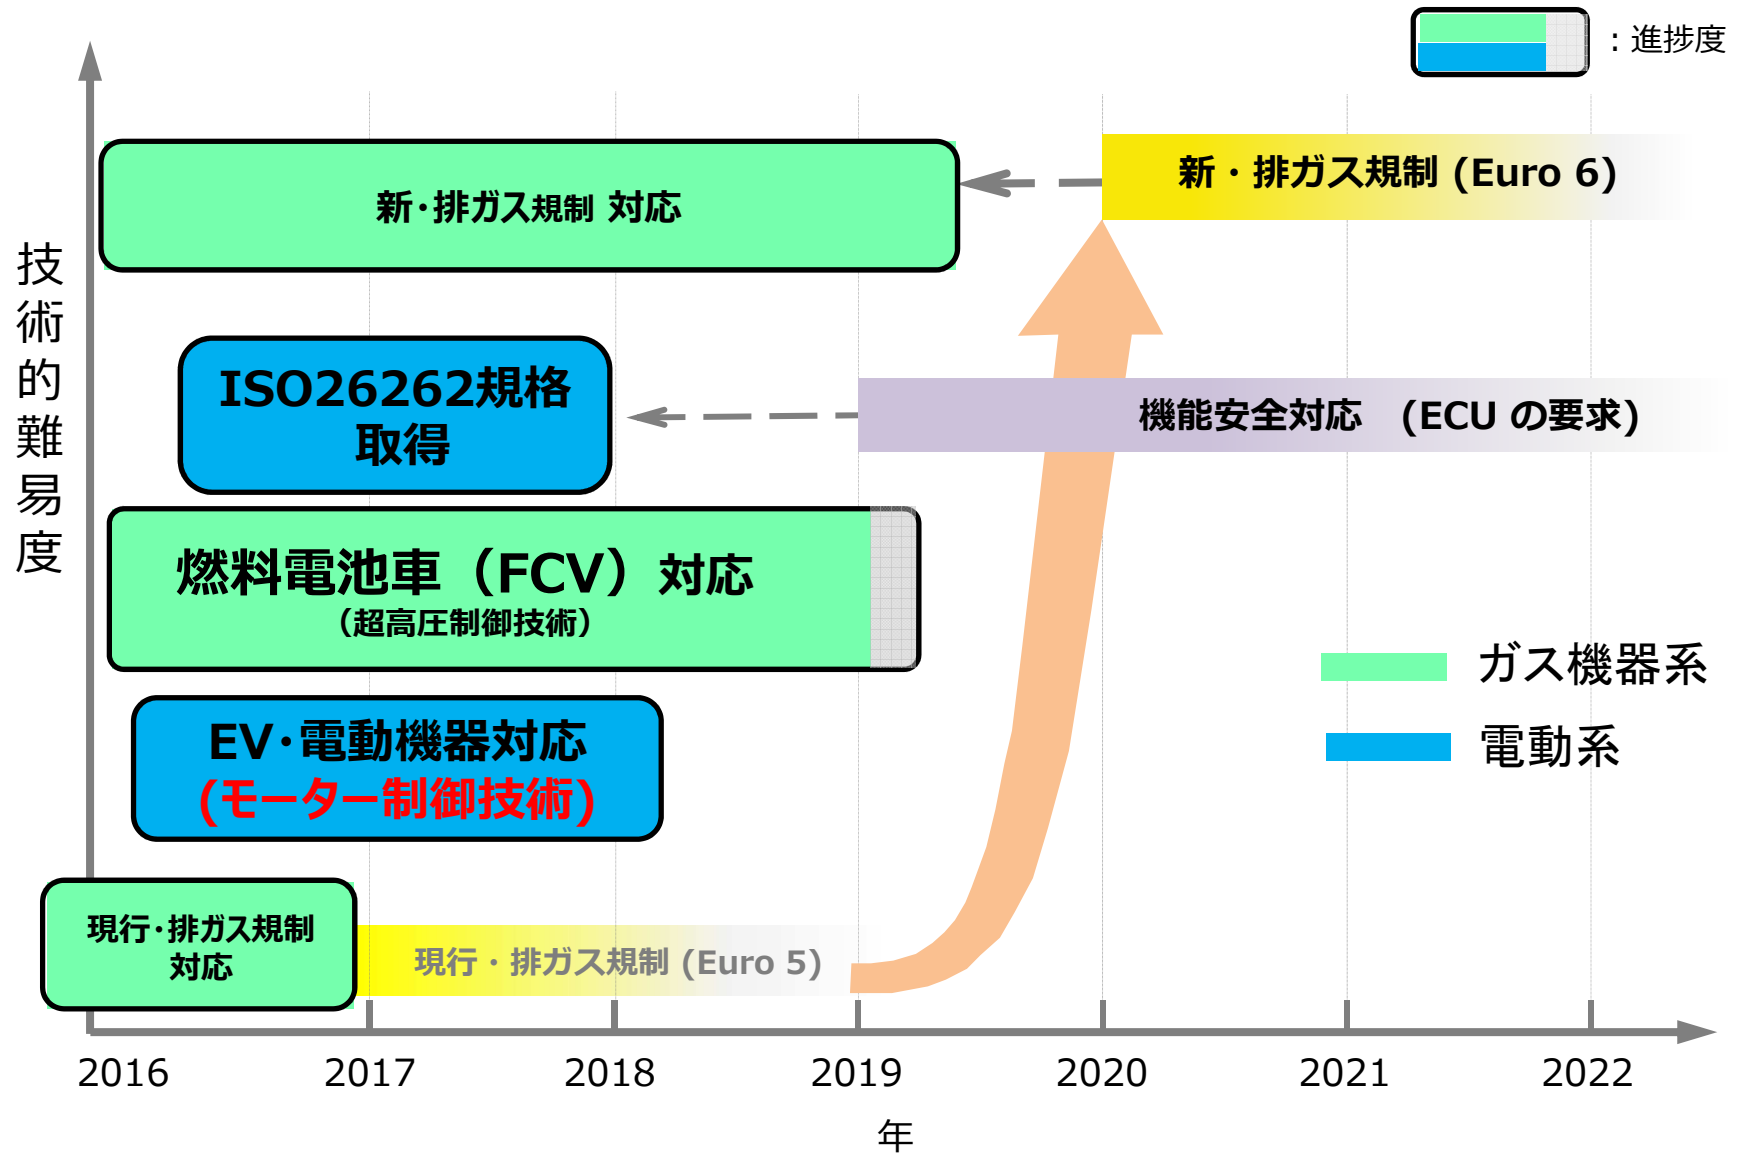 ：進捗度
新・排ガス規制 (Euro 6)
新・排ガス規制 対応
技術的難易度
ISO26262規格
取得
機能安全対応　(ECU の要求)
燃料電池車（FCV）対応
（超高圧制御技術）
ガス機器系
電動系
EV・電動機器対応
(モーター制御技術)
現行・排ガス規制
対応
現行・排ガス規制 (Euro 5)
2016 2017 2018 2019 2020 2021 2022
年